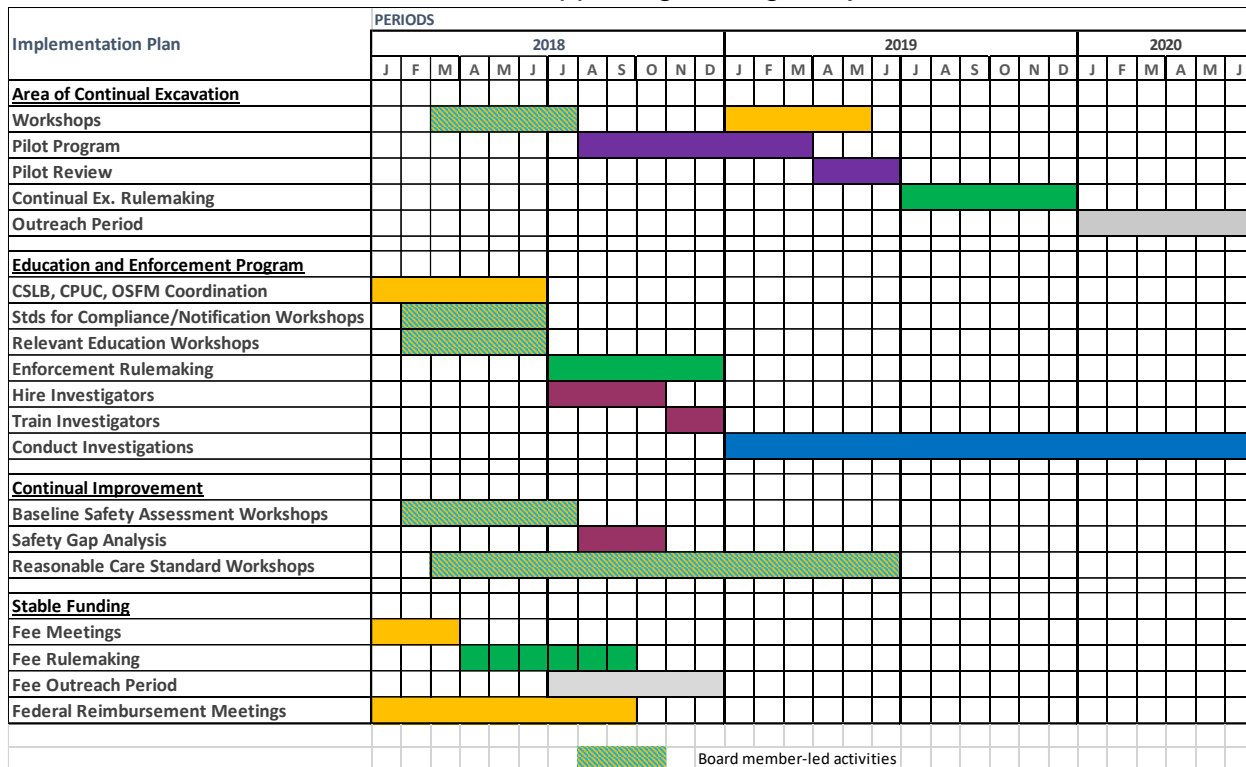 PERIODS
Implementation Plan
2018 2019 2020
J F M A M J J A S O N D J F M A M J J A S O N D J F M A M J
Area of Continual Excavation
Workshops
Pilot Program
Pilot Review
Continual Ex. Rulemaking
Outreach Period
Education and Enforcement Program
CSLB, CPUC, OSFM Coordination
Stds for Compliance/Notification Workshops
Relevant Education Workshops
Enforcement Rulemaking
Hire Investigators
Train Investigators
Conduct Investigations
Continual Improvement
Baseline Safety Assessment Workshops
Safety Gap Analysis
Reasonable Care Standard Workshops
Stable Funding
Fee Meetings
Fee Rulemaking
Fee Outreach Period
Federal Reimbursement Meetings
Board member-led activities